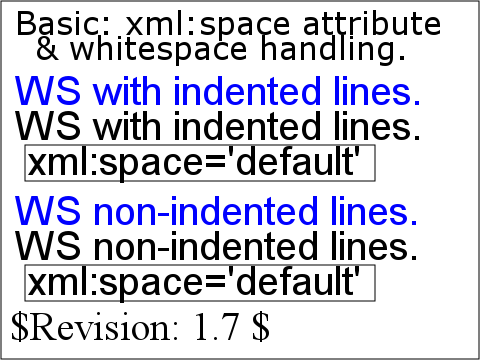 Basic: xml:space attribute
& whitespace handling.
WS with indented lines.
WS with indented lines.
xml:space='default'
WS non-indented lines.
WS non-indented lines.
xml:space='default'
$Revision: 1.7 $